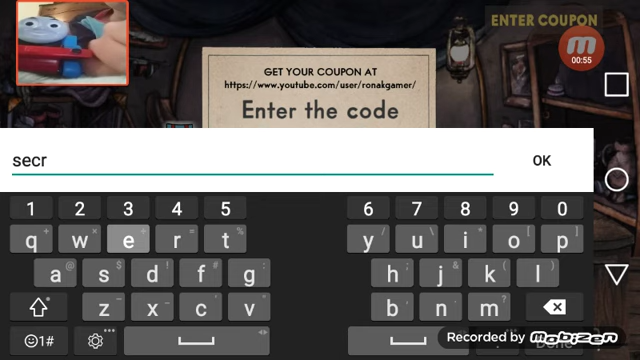 ENTER COUPON
00:55
GET YOUR COUPON AT
https://www.youtube.com/user/ronakgamer/
Enter the code
secr
OK
1 2 3 4 5 6 7 8 9 0
q w e r t y u i o p
a s d f g h j k l
z x c v b n m
☺1#
Recorded by Mobizen